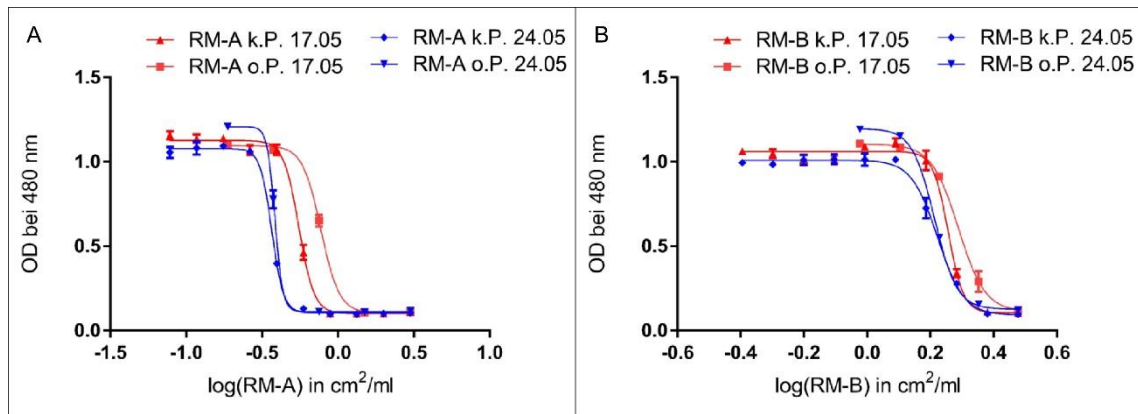 A
RM-A k.P. 17.05 RM-A k.P. 24.05
RM-A o.P. 17.05 RM-A o.P. 24.05
1.5
1.0
0.5
0.0
OD bei 480 nm
-1.5 -1.0 -0.5 0.0 0.5 1.0
log(RM-A) in cm²/ml
B
RM-B k.P. 17.05 RM-B k.P. 24.05
RM-B o.P. 17.05 RM-B o.P. 24.05
1.5
1.0
0.5
0.0
OD bei 480 nm
-0.6 -0.4 -0.2 0.0 0.2 0.4 0.6
log(RM-B) in cm²/ml